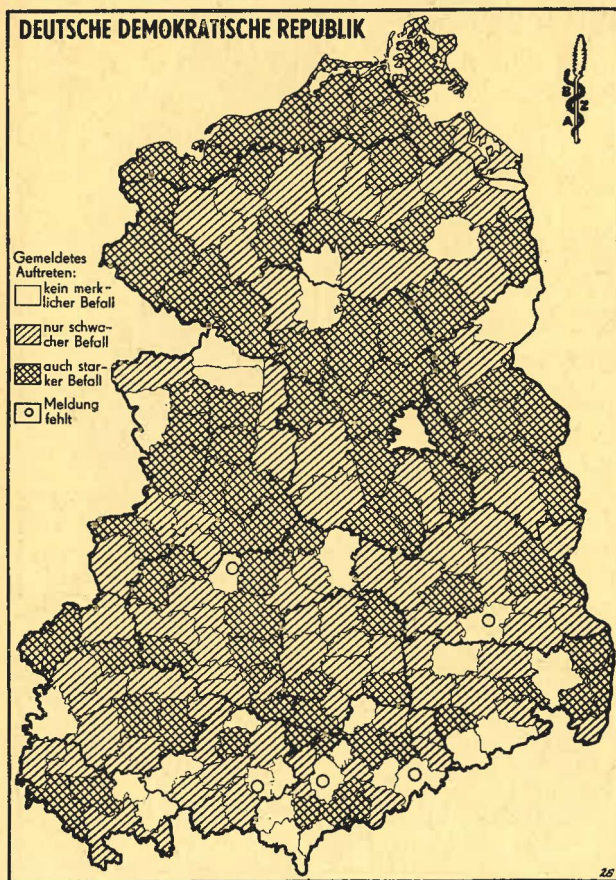 DEUTSCHE DEMOKRATISCHE REPUBLIK
L
B Z
A
Gemeldetes
Auftreten:
kein merk-
licher Befall
nur schwa-
cher Befall
auch star-
ker Befall
Meldung
fehlt